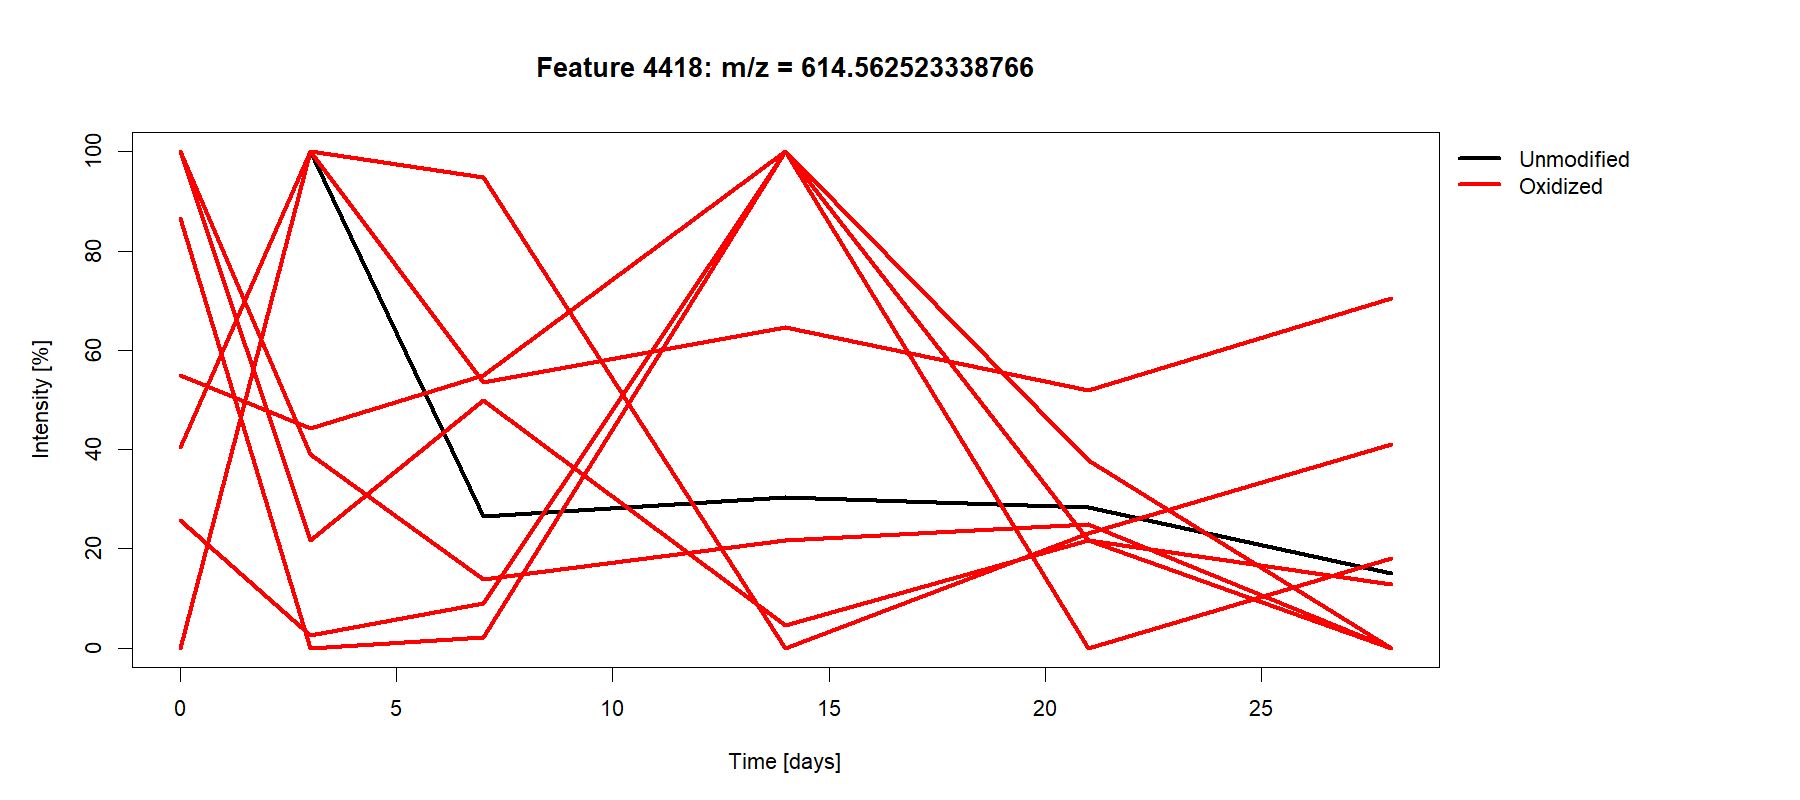 Feature 4418: m/z = 614.562523338766
Unmodified
Oxidized
Intensity [%]
100
80
60
40
20
0
0 5 10 15 20 25
Time [days]